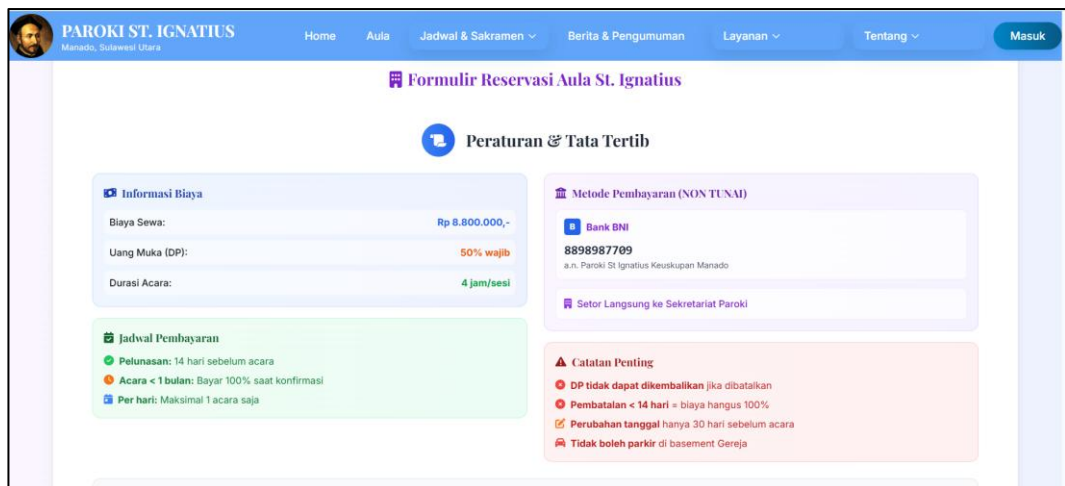 PAROKI ST. IGNATIUS
Manado, Sulawesi Utara
Home
Aula
Jadwal & Sakramen
Berita & Pengumuman
Layanan
Tentang
Masuk
Formulir Reservasi Aula St. Ignatius
Peraturan & Tata Tertib
Informasi Biaya
Biaya Sewa: Rp 8.800.000,-
Uang Muka (DP): 50% wajib
Durasi Acara: 4 jam/sesi
Jadwal Pembayaran
Pelunasan: 14 hari sebelum acara
Acara < 1 bulan: Bayar 100% saat konfirmasi
Per hari: Maksimal 1 acara saja
Metode Pembayaran (NON TUNAI)
B Bank BNI
8898987709
a.n. Paroki St Ignatius Keuskupan Manado
Setor Langsung ke Sekretariat Paroki
Catatan Penting
DP tidak dapat dikembalikan jika dibatalkan
Pembatalan < 14 hari = biaya hangus 100%
Perubahan tanggal hanya 30 hari sebelum acara
Tidak boleh parkir di basement Gereja